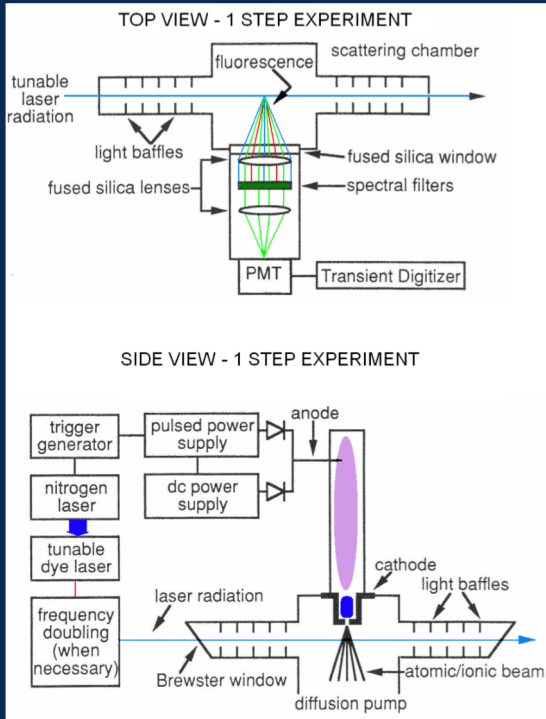 TOP VIEW - 1 STEP EXPERIMENT
scattering chamber
fluorescence
tunable
laser
radiation
light baffles
fused silica window
fused silica lenses
spectral filters
PMT
Transient Digitizer
SIDE VIEW - 1 STEP EXPERIMENT
anode
trigger
generator
pulsed power
supply
nitrogen
laser
dc power
supply
tunable
dye laser
cathode
light baffles
laser radiation
frequency
doubling
(when
necessary)
Brewster window
atomic/ionic beam
diffusion pump